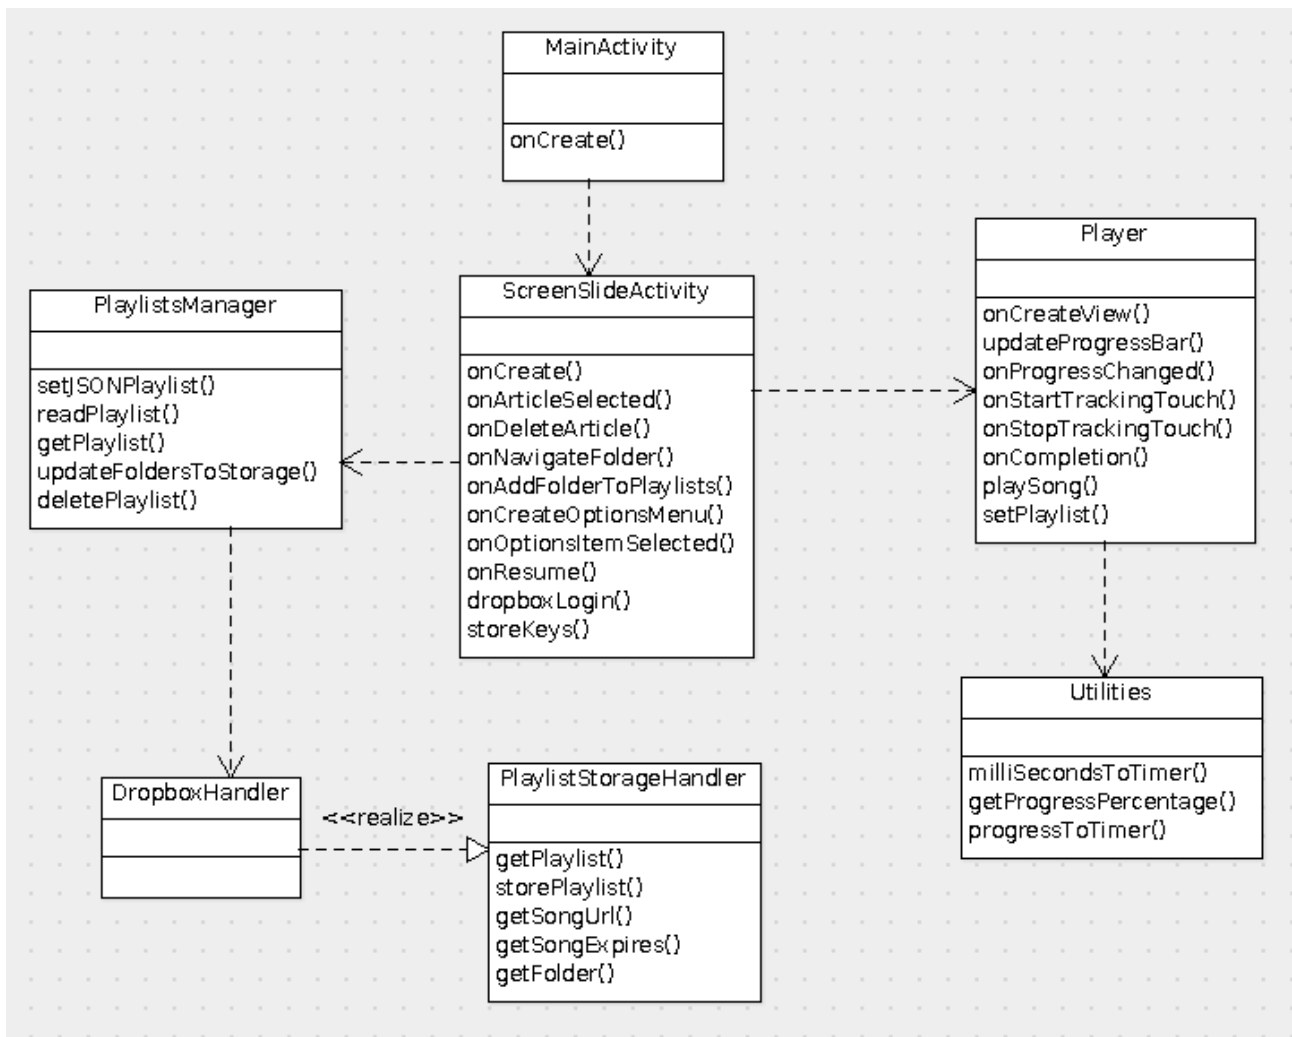 MainActivity
onCreate()
Player
onCreateView()
updateProgressBar()
onProgressChanged()
onStartTrackingTouch()
onStopTrackingTouch()
onCompletion()
playSong()
setPlaylist()
ScreenSlideActivity
onCreate()
onArticleSelected()
onDeleteArticle()
onNavigateFolder()
onAddFolderToPlaylists()
onCreateOptionsMenu()
onOptionsItemSelected()
onResume()
dropboxLogin()
storeKeys()
PlaylistsManager
setJSONPlaylist()
readPlaylist()
getPlaylist()
updateFoldersToStorage()
deletePlaylist()
Utilities
milliSecondsToTimer()
getProgressPercentage()
progressToTimer()
DropboxHandler
<<realize>>
PlaylistStorageHandler
getPlaylist()
storePlaylist()
getSongUrl()
getSongExpires()
getFolder()